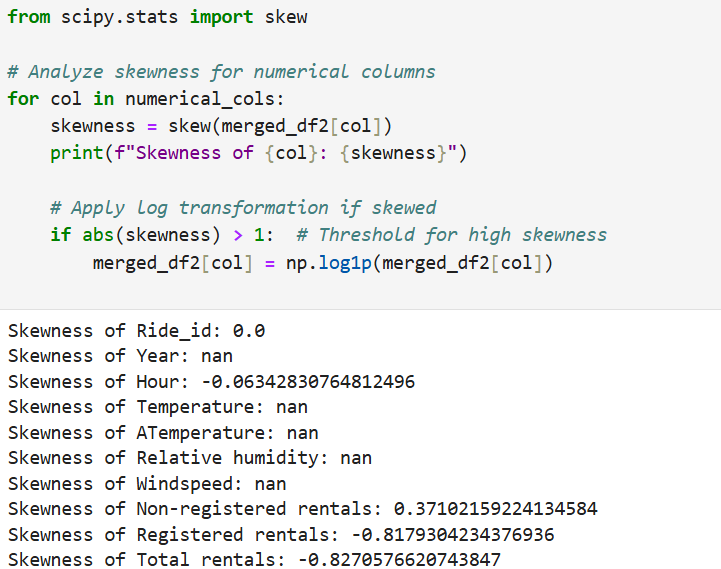 from scipy.stats import skew
# Analyze skewness for numerical columns
for col in numerical_cols:
    skewness = skew(merged_df2[col])
    print(f"Skewness of {col}: {skewness}")
    # Apply log transformation if skewed
    if abs(skewness) > 1:  # Threshold for high skewness
        merged_df2[col] = np.log1p(merged_df2[col])
Skewness of Ride_id: 0.0
Skewness of Year: nan
Skewness of Hour: -0.06342830764812496
Skewness of Temperature: nan
Skewness of ATemperature: nan
Skewness of Relative humidity: nan
Skewness of Windspeed: nan
Skewness of Non-registered rentals: 0.37102159224134584
Skewness of Registered rentals: -0.8179304234376936
Skewness of Total rentals: -0.8270576620743847